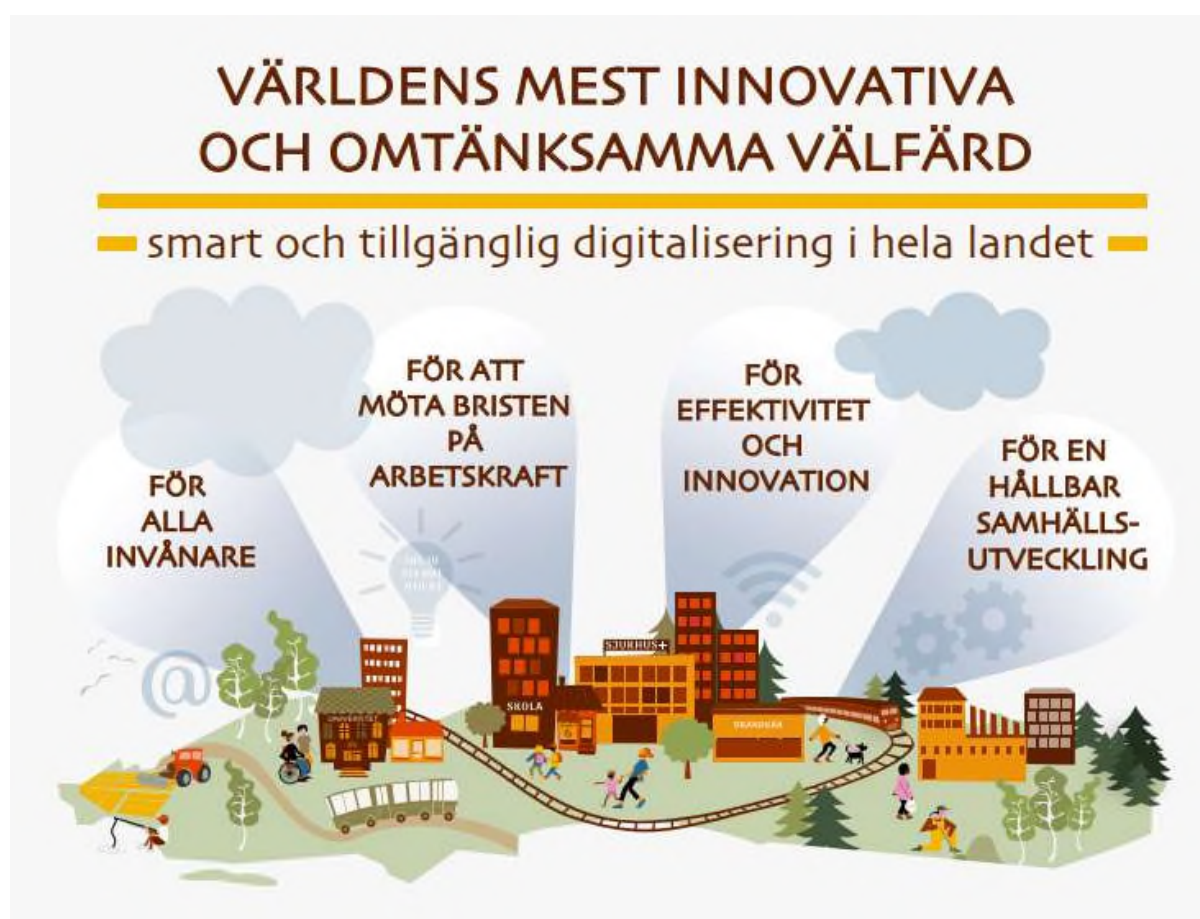 VÄRLDENS MEST INNOVATIVA
OCH OMTÄNKSAMMA VÄLFÄRD
smart och tillgänglig digitalisering i hela landet
FÖR
ALLA
INVÅNARE
FÖR ATT
MÖTA BRISTEN
PÅ
ARBETSKRAFT
FÖR
EFFEKTIVITET
OCH
INNOVATION
FÖR EN
HÅLLBAR
SAMHÄLLS-
UTVECKLING
@
UNIVERSITET
SKOLA
SJUKHUS+